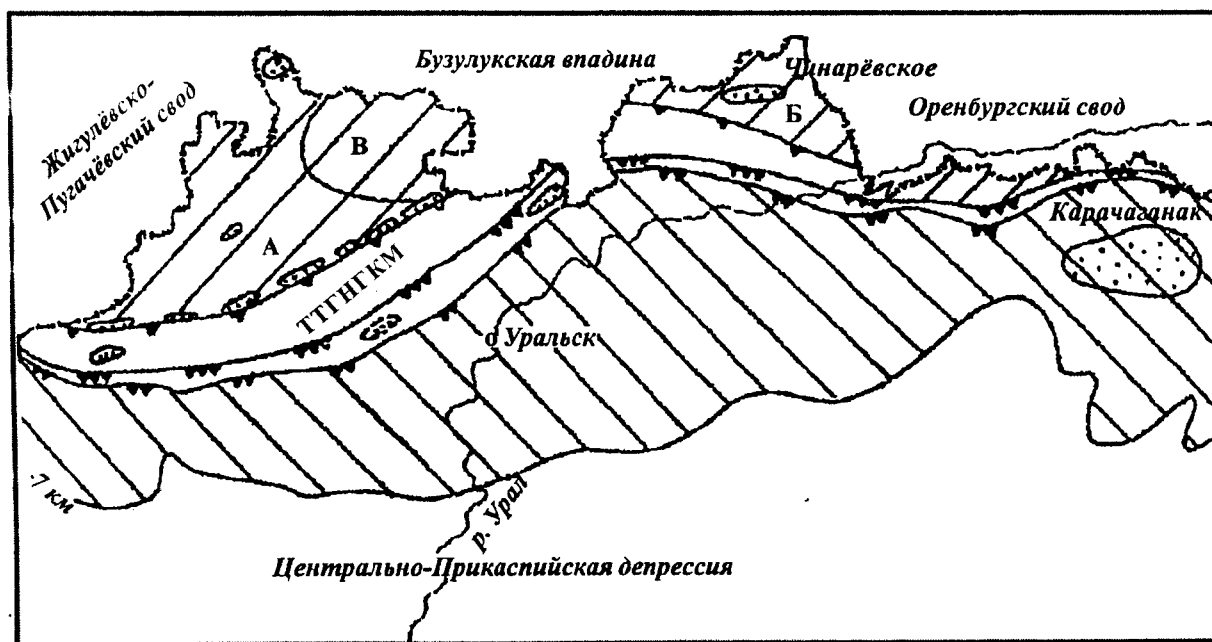 Бузулукская впадина
Чинарёвское
Оренбургский свод
Жигулёвско-
Пугачёвский свод
В
Б
А
ТТГНГКМ
Карачаганак
Уральск
-7 км
р. Урал
Центрально-Прикаспийская депрессия